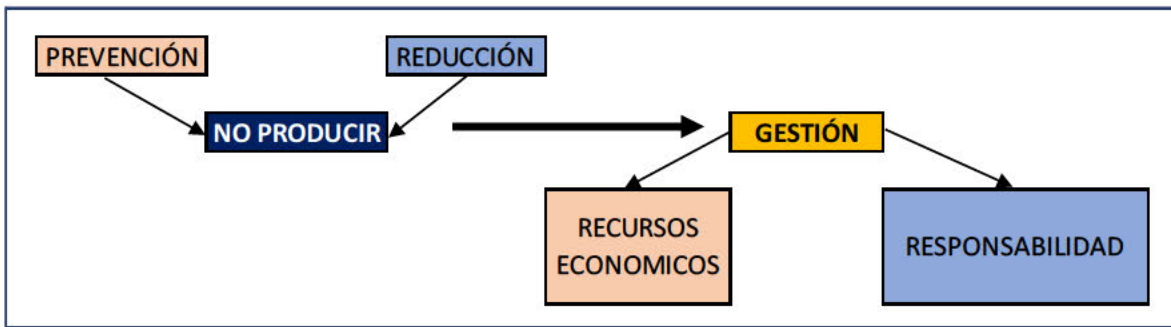 PREVENCIÓN
REDUCCIÓN
NO PRODUCIR
GESTIÓN
RECURSOS
ECONOMICOS
RESPONSABILIDAD